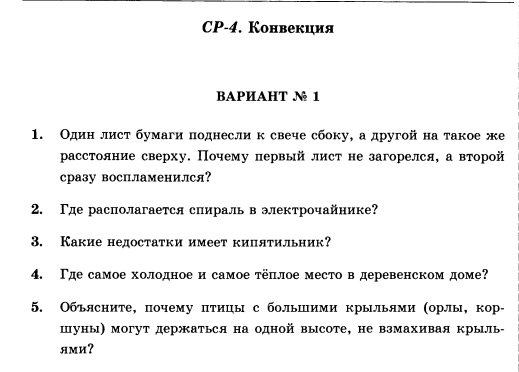 СР-4. Конвекция
ВАРИАНТ № 1
1. Один лист бумаги поднесли к свече сбоку, а другой на такое же
расстояние сверху. Почему первый лист не загорелся, а второй
сразу воспламенился?
2. Где располагается спираль в электрочайнике?
3. Какие недостатки имеет кипятильник?
4. Где самое холодное и самое тёплое место в деревенском доме?
5. Объясните, почему птицы с большими крыльями (орлы, кор-
шуны) могут держаться на одной высоте, не взмахивая крыль-
ями?